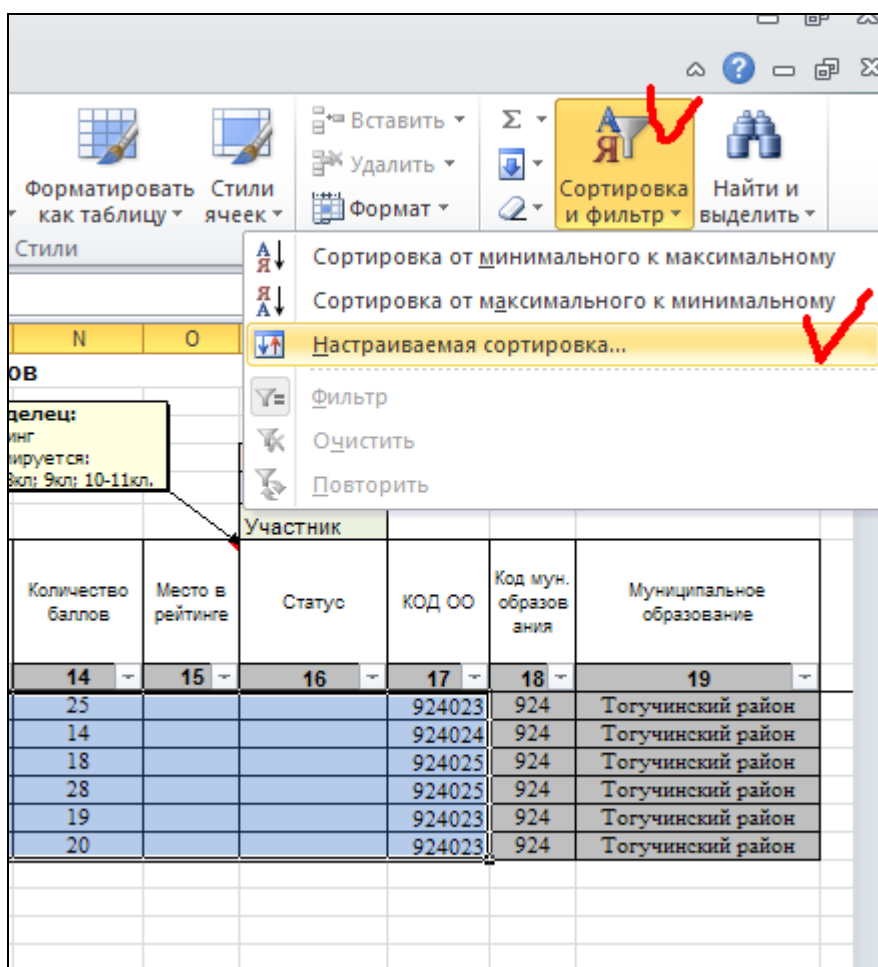 Вставить
Σ
Удалить
Форматировать
как таблицу
Стили
ячеек
Формат
Сортировка
и фильтр
Найти и
выделить
Стили
Сортировка от минимального к максимальному
Сортировка от максимального к минимальному
Настраиваемая сортировка...
Фильтр
Очистить
Повторить
N O
ов
делец:
нг
ируется:
кл; 9кл; 10-11кл.
Участник
Количество
баллов
Место в
рейтинге
Статус
КОД ОО
Код мун.
образов
ания
Муниципальное
образование
14 15 16 17 18 19
25 924023 924 Тогучинский район
14 924024 924 Тогучинский район
18 924025 924 Тогучинский район
28 924025 924 Тогучинский район
19 924023 924 Тогучинский район
20 924023 924 Тогучинский район